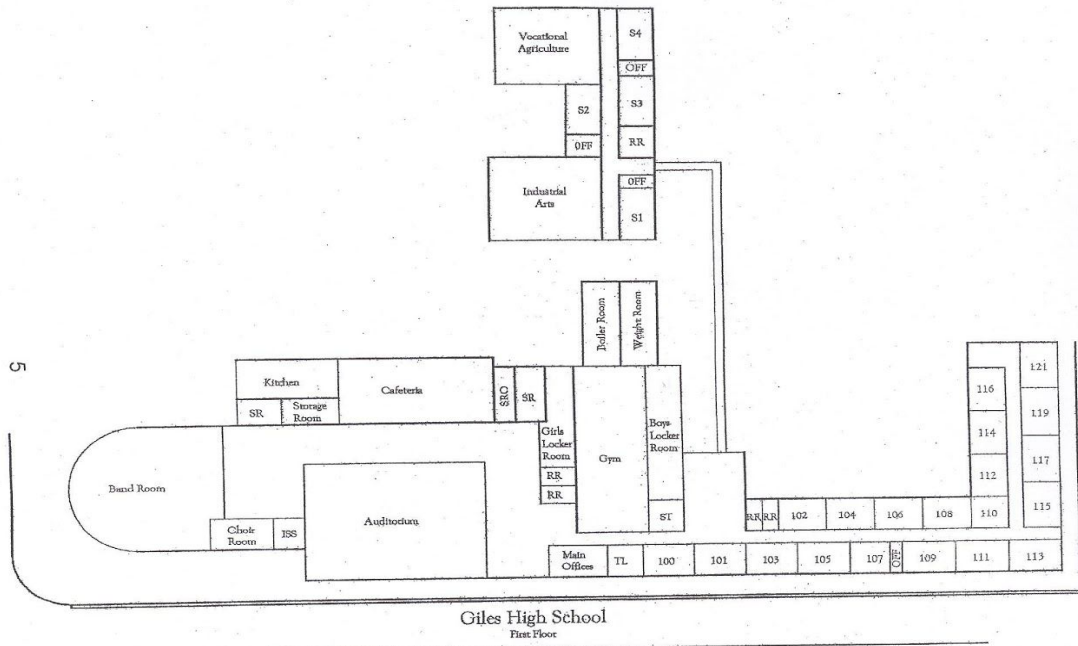 Vocational
Agriculture
S4
OFF
S2
S3
OFF
RR
Industrial
Arts
OFF
S1
Boiler Room
Weight Room
5
Kitchen
Cafeteria
SR
Storage
Room
SRO
SR
Girls
Locker
Room
Gym
Boys
Locker
Room
RR
RR
ST
121
116
119
114
117
112
115
Band Room
Choir
Room
ISS
Auditorium
RR
RR
102
104
106
108
110
Main
Offices
TL
100
101
103
105
107
OFF
109
111
113
Giles High School
First Floor